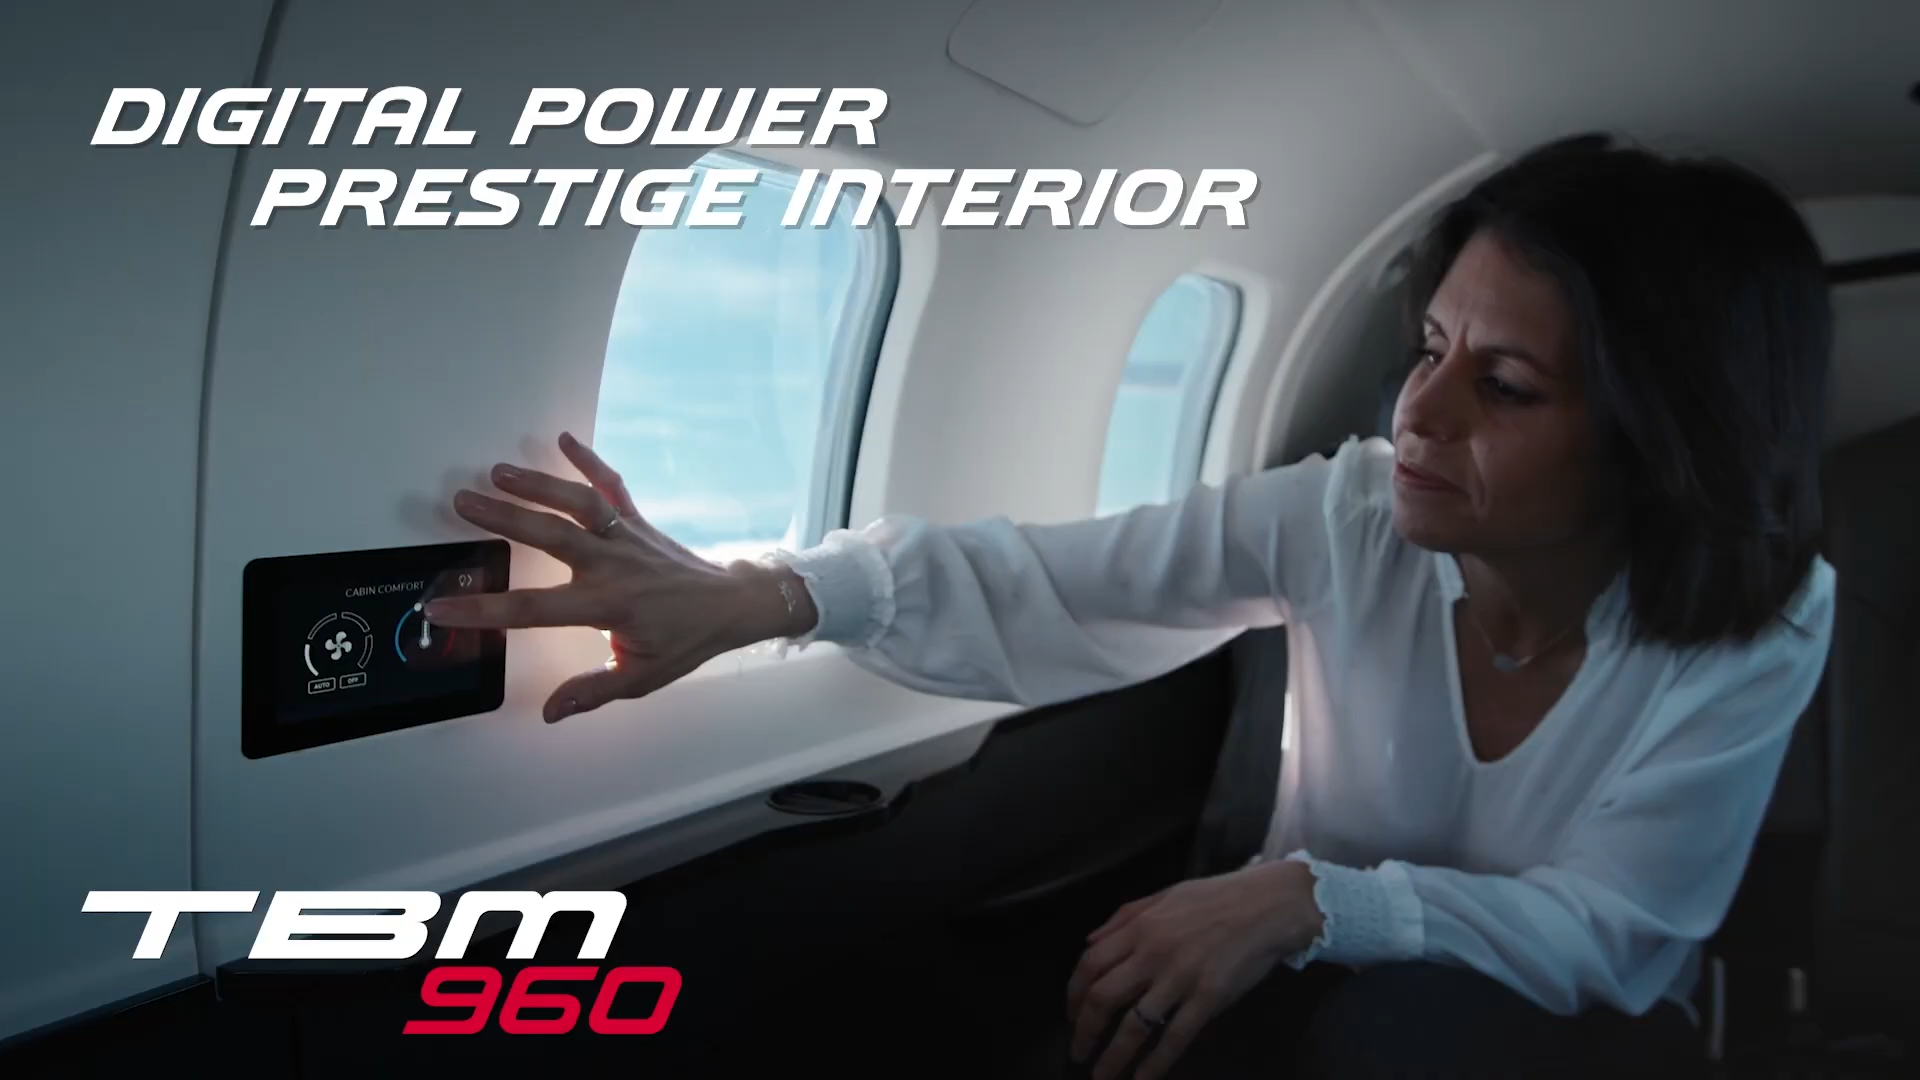 DIGITAL POWER
PRESTIGE INTERIOR
CABIN COMFORT
AUTO OFF
TBM
960